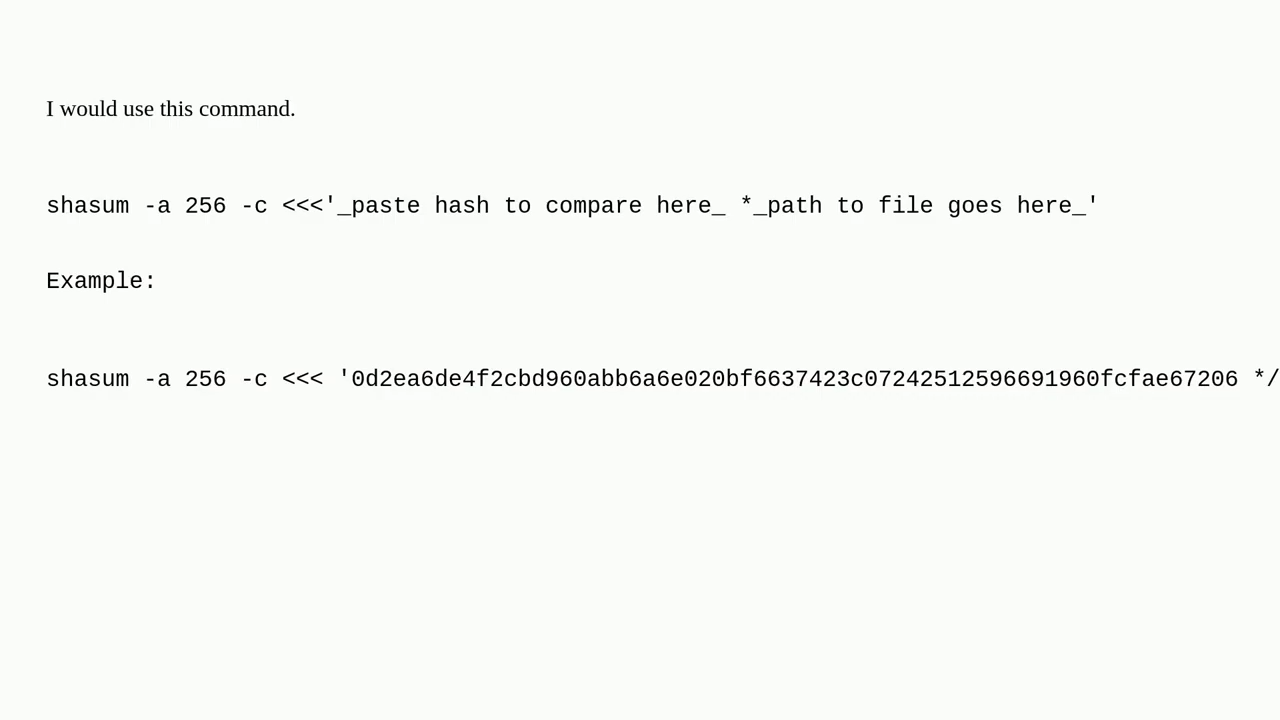 I would use this command.
shasum -a 256 -c <<<'_paste hash to compare here_ *_path to file goes here_'
Example:
shasum -a 256 -c <<< '0d2ea6de4f2cbd960abb6a6e020bf6637423c07242512596691960fcfae67206 */